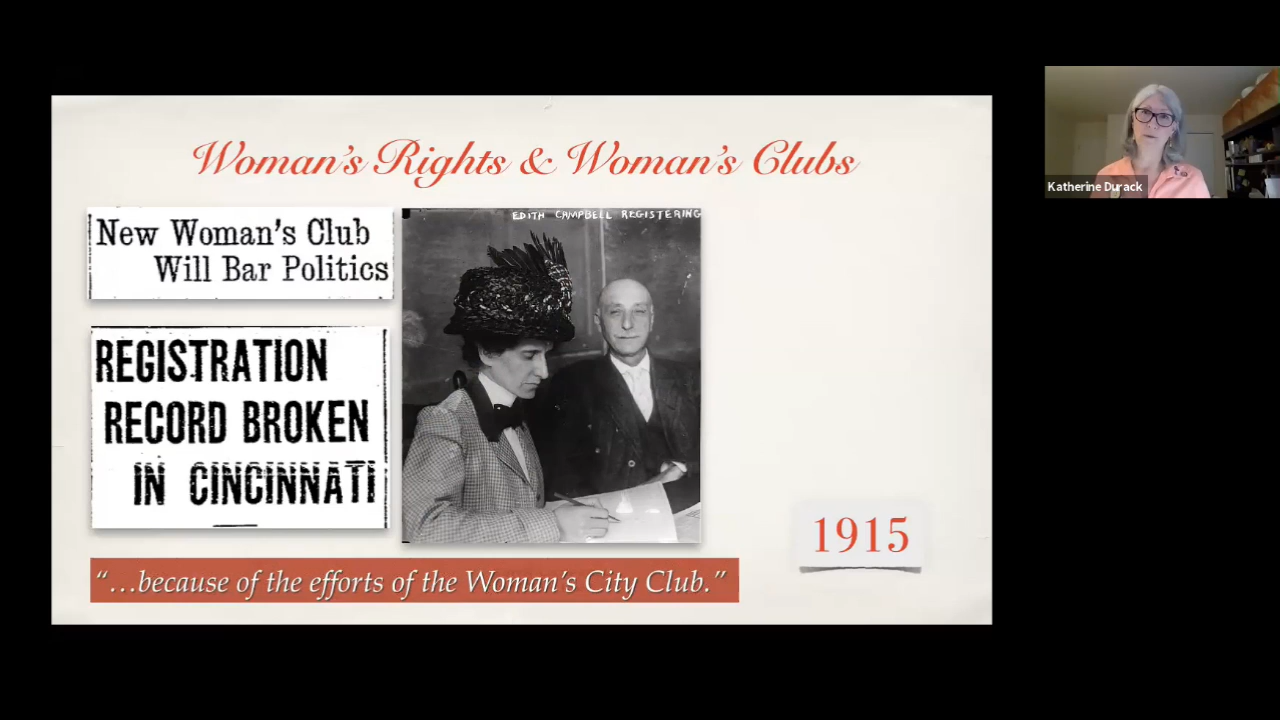 Woman's Rights & Woman's Clubs
New Woman's Club
Will Bar Politics
REGISTRATION
RECORD BROKEN
IN CINCINNATI
EDITH CAMPBELL REGISTERING
1915
“…because of the efforts of the Woman's City Club.”
Katherine Durack